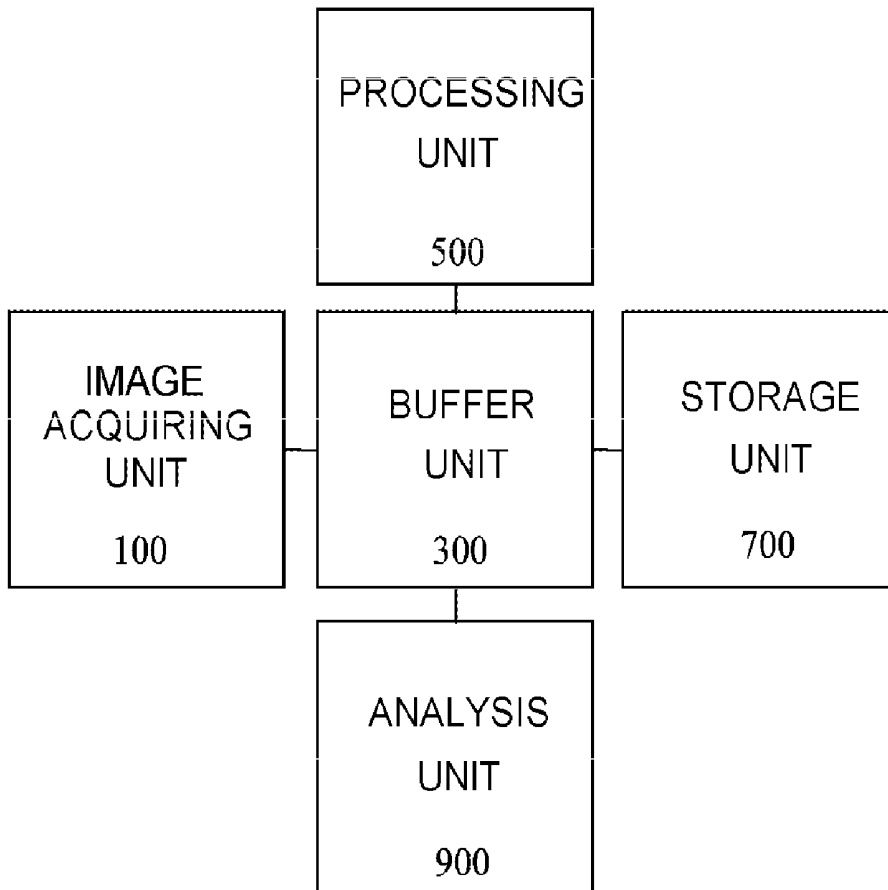 PROCESSING
UNIT
500
IMAGE
ACQUIRING
UNIT
100
BUFFER
UNIT
300
STORAGE
UNIT
700
ANALYSIS
UNIT
900